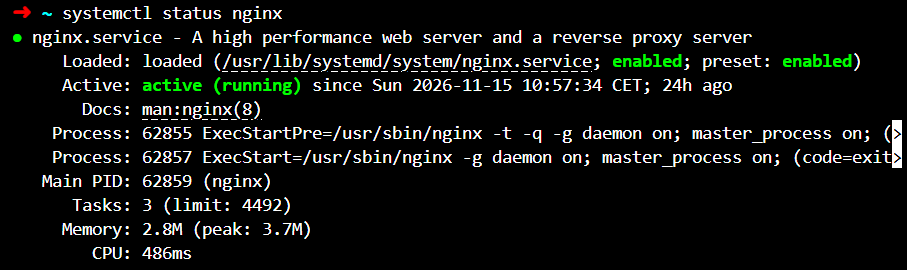 ➜ ~ systemctl status nginx
● nginx.service - A high performance web server and a reverse proxy server
Loaded: loaded (/usr/lib/systemd/system/nginx.service; enabled; preset: enabled)
Active: active (running) since Sun 2026-11-15 10:57:34 CET; 24h ago
Docs: man:nginx(8)
Process: 62855 ExecStartPre=/usr/sbin/nginx -t -q -g daemon on; master_process on; (>
Process: 62857 ExecStart=/usr/sbin/nginx -g daemon on; master_process on; (code=exit>
Main PID: 62859 (nginx)
Tasks: 3 (limit: 4492)
Memory: 2.8M (peak: 3.7M)
CPU: 486ms